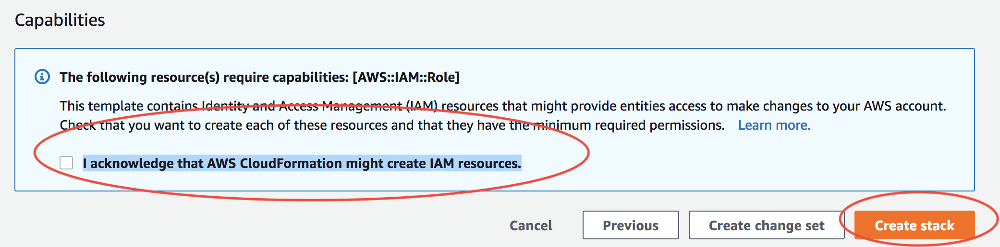 Capabilities
The following resource(s) require capabilities: [AWS::IAM::Role]
This template contains Identity and Access Management (IAM) resources that might provide entities access to make changes to your AWS account.
Check that you want to create each of these resources and that they have the minimum required permissions. Learn more.
I acknowledge that AWS CloudFormation might create IAM resources.
Cancel Previous Create change set Create stack